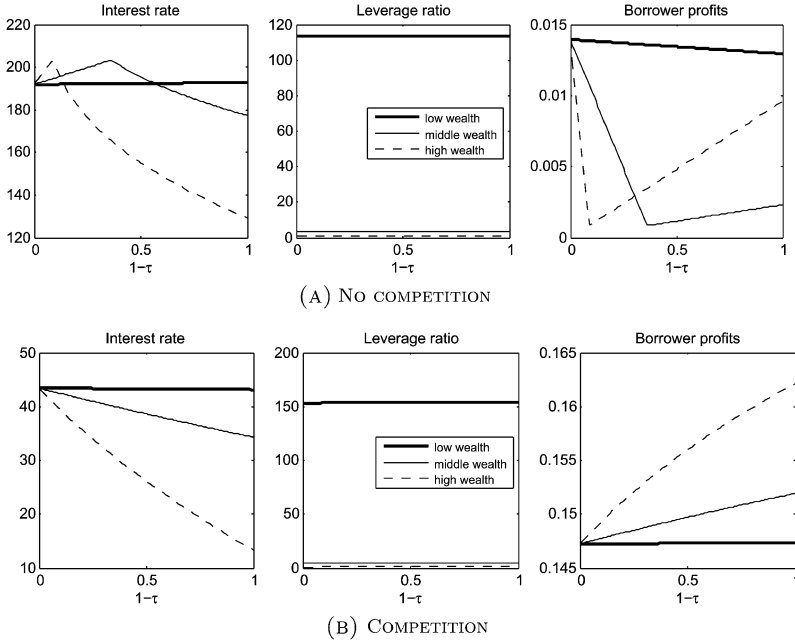 Interest rate
Leverage ratio
Borrower profits
220
200
180
160
140
120
0
0.5
1
1−τ
120
100
80
60
40
20
0
0
0.5
1
1−τ
low wealth
middle wealth
high wealth
0.015
0.01
0.005
0
0
0.5
1
1−τ
(A) NO COMPETITION
Interest rate
Leverage ratio
Borrower profits
50
40
30
20
10
0
0.5
1
1−τ
200
150
100
50
0
0
0.5
1
1−τ
low wealth
middle wealth
high wealth
0.165
0.16
0.155
0.15
0.145
0
0.5
1
1−τ
(B) COMPETITION